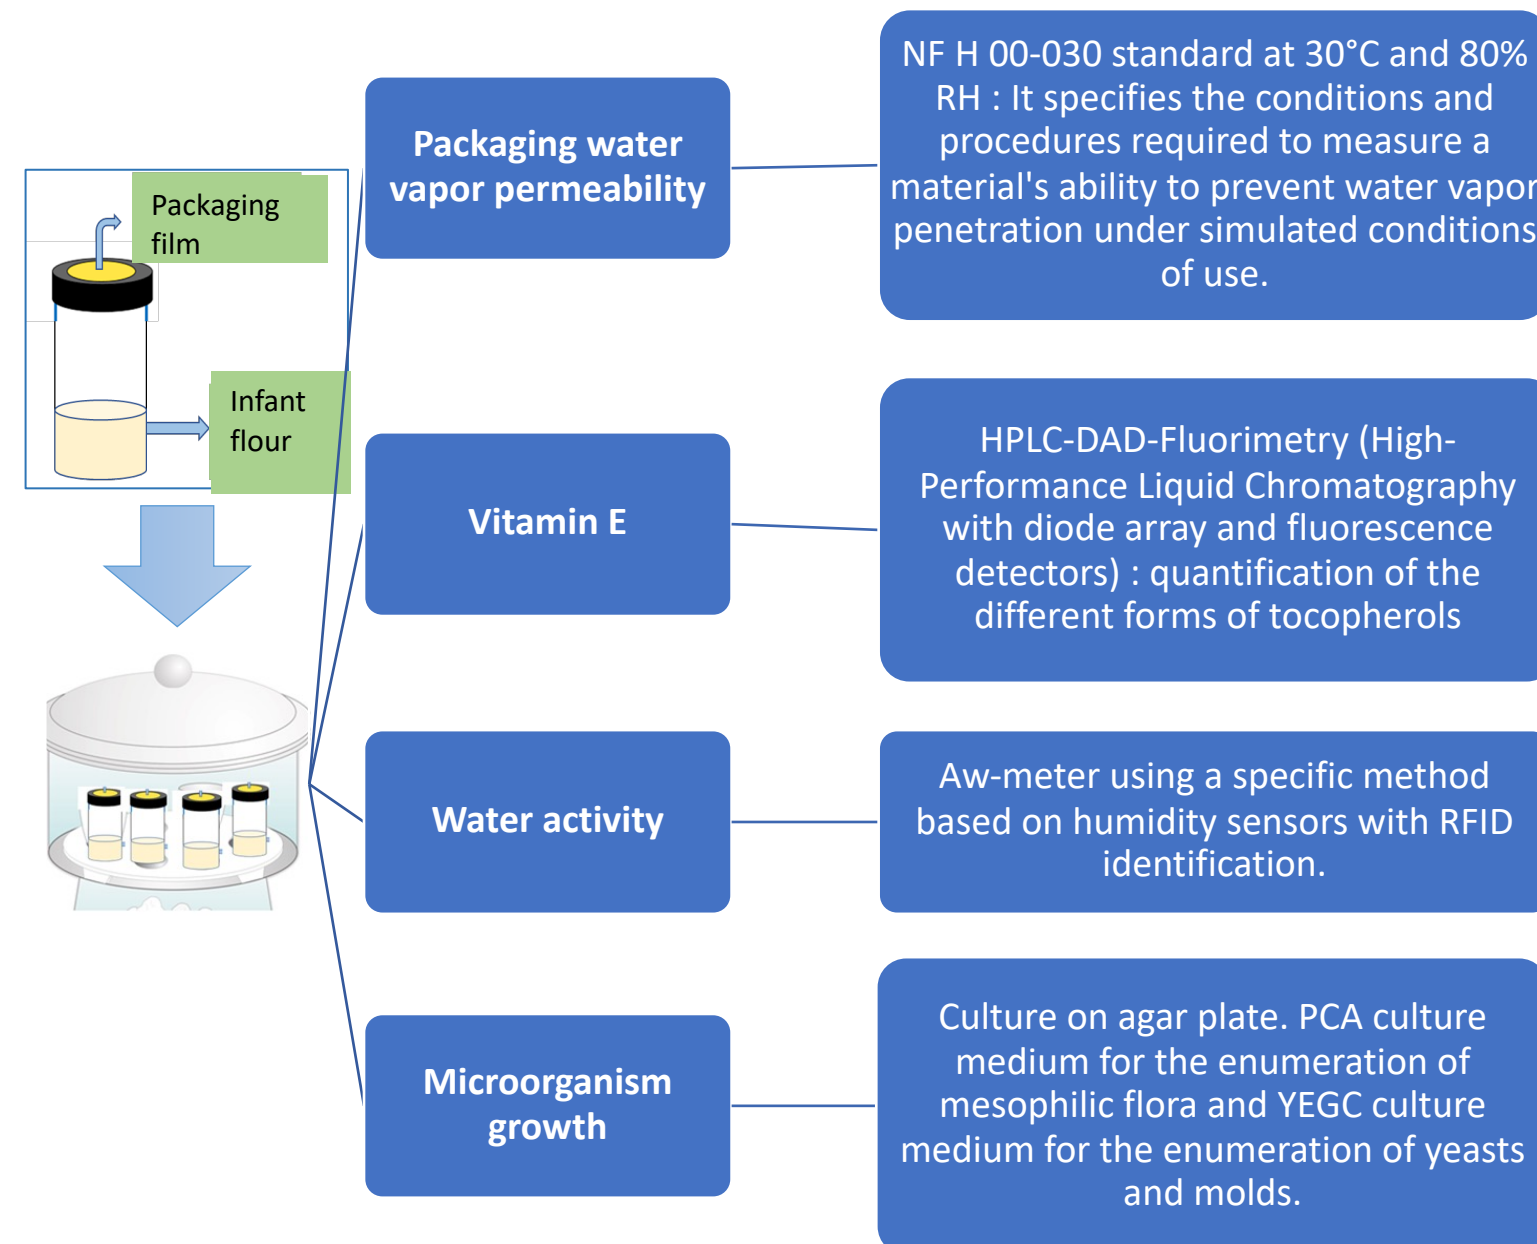 Packaging
film
Infant
flour
Packaging water
vapor permeability
NF H 00-030 standard at 30°C and 80%
RH : It specifies the conditions and
procedures required to measure a
material's ability to prevent water vapor
penetration under simulated conditions
of use.
Vitamin E
HPLC-DAD-Fluorimetry (High-
Performance Liquid Chromatography
with diode array and fluorescence
detectors) : quantification of the
different forms of tocopherols
Water activity
Aw-meter using a specific method
based on humidity sensors with RFID
identification.
Microorganism
growth
Culture on agar plate. PCA culture
medium for the enumeration of
mesophilic flora and YEGC culture
medium for the enumeration of yeasts
and molds.